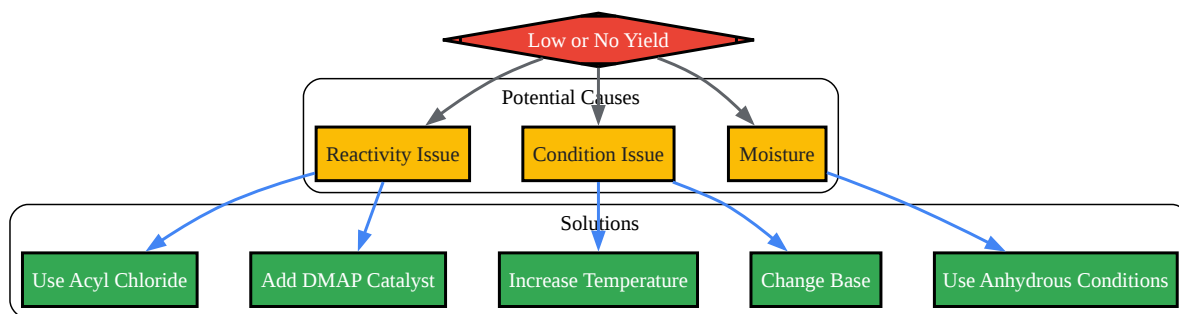 Low or No Yield
Potential Causes
Reactivity Issue
Condition Issue
Moisture
Solutions
Use Acyl Chloride
Add DMAP Catalyst
Increase Temperature
Change Base
Use Anhydrous Conditions